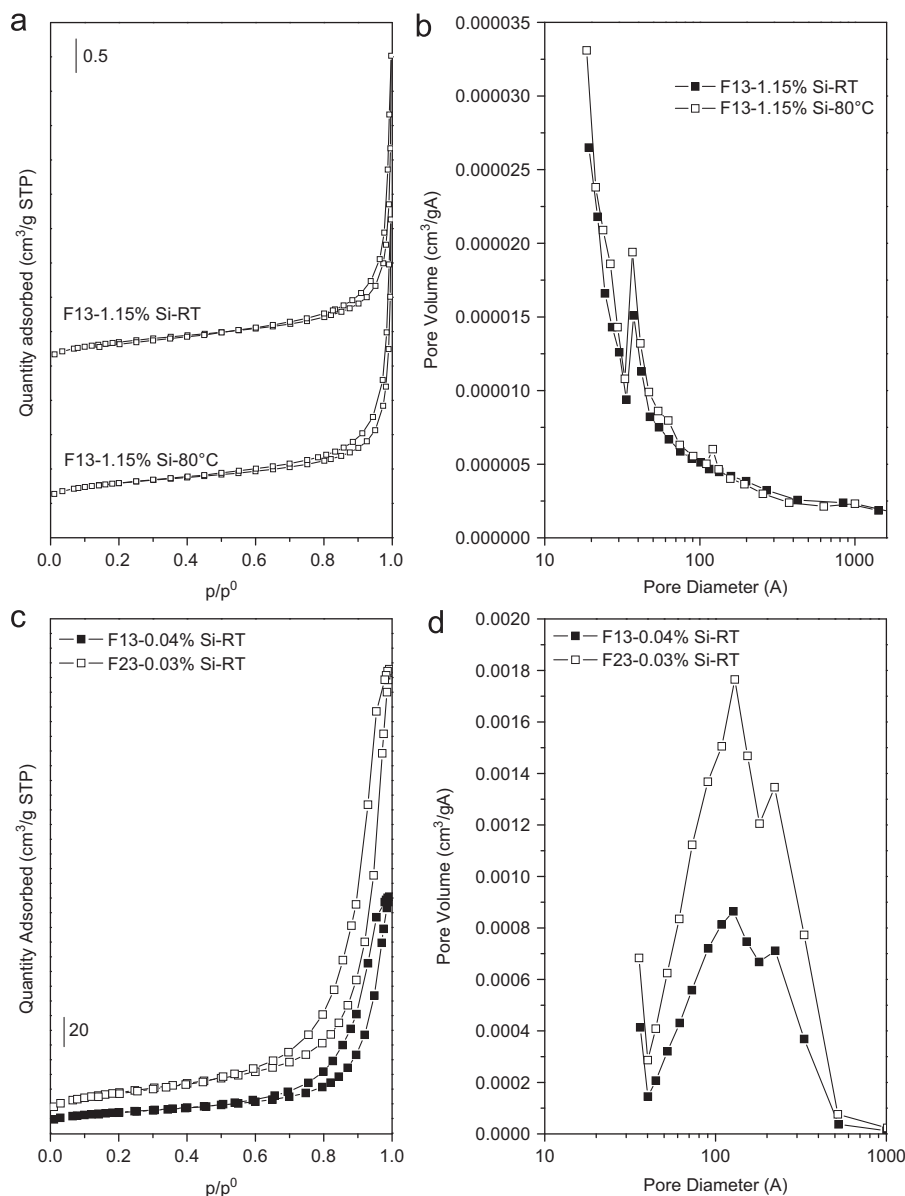 a
0.5
Quantity adsorbed (cm³/g STP)
F13-1.15% Si-RT
F13-1.15% Si-80°C
0.0 0.2 0.4 0.6 0.8 1.0
p/p⁰
b
0.000035
0.000030
0.000025
0.000020
0.000015
0.000010
0.000005
0.000000
Pore Volume (cm³/gA)
F13-1.15% Si-RT
F13-1.15% Si-80°C
10 100 1000
Pore Diameter (A)
c
F13-0.04% Si-RT
F23-0.03% Si-RT
Quantity Adsorbed (cm³/g STP)
20
0.0 0.2 0.4 0.6 0.8 1.0
p/p⁰
d
0.0020
0.0018
0.0016
0.0014
0.0012
0.0010
0.0008
0.0006
0.0004
0.0002
0.0000
Pore Volume (cm³/gA)
F13-0.04% Si-RT
F23-0.03% Si-RT
10 100 1000
Pore Diameter (A)